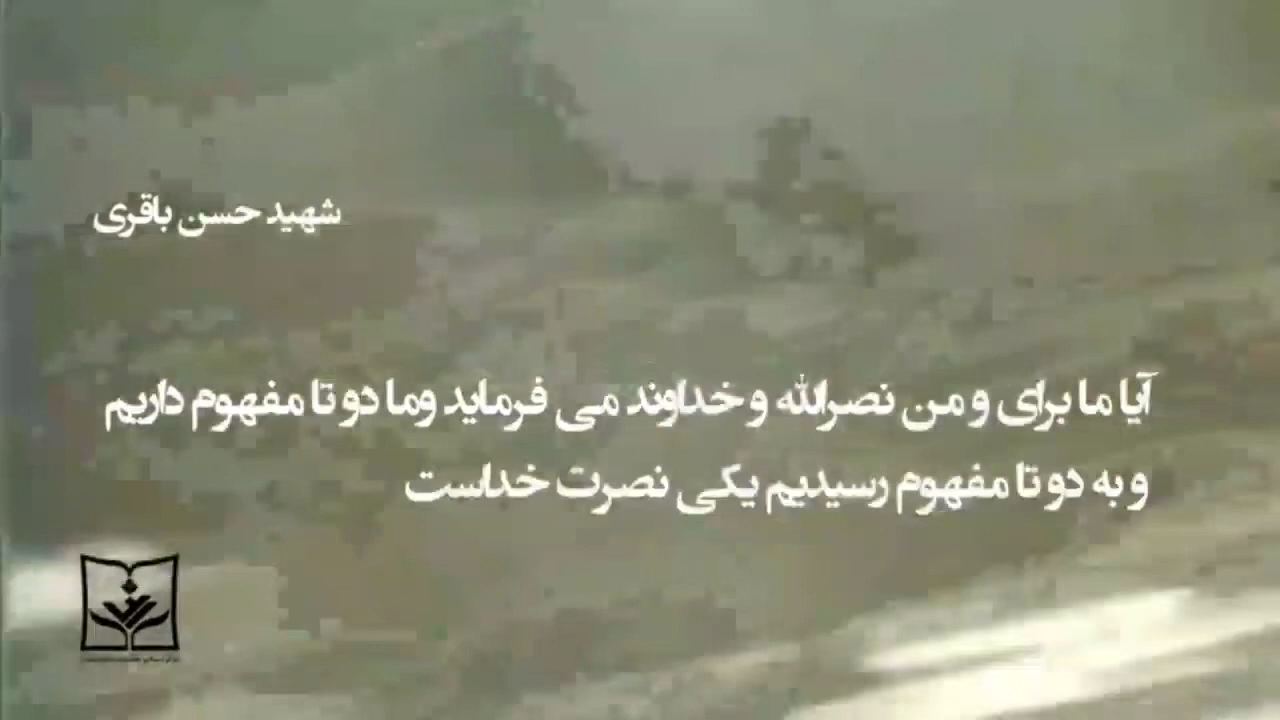 شهید حسن باقری
آیا ما برای و من نصرالله و خداوند می فرماید وما دو تا مفهوم داریم
و به دو تا مفهوم رسیدیم یکی نصرت خداست